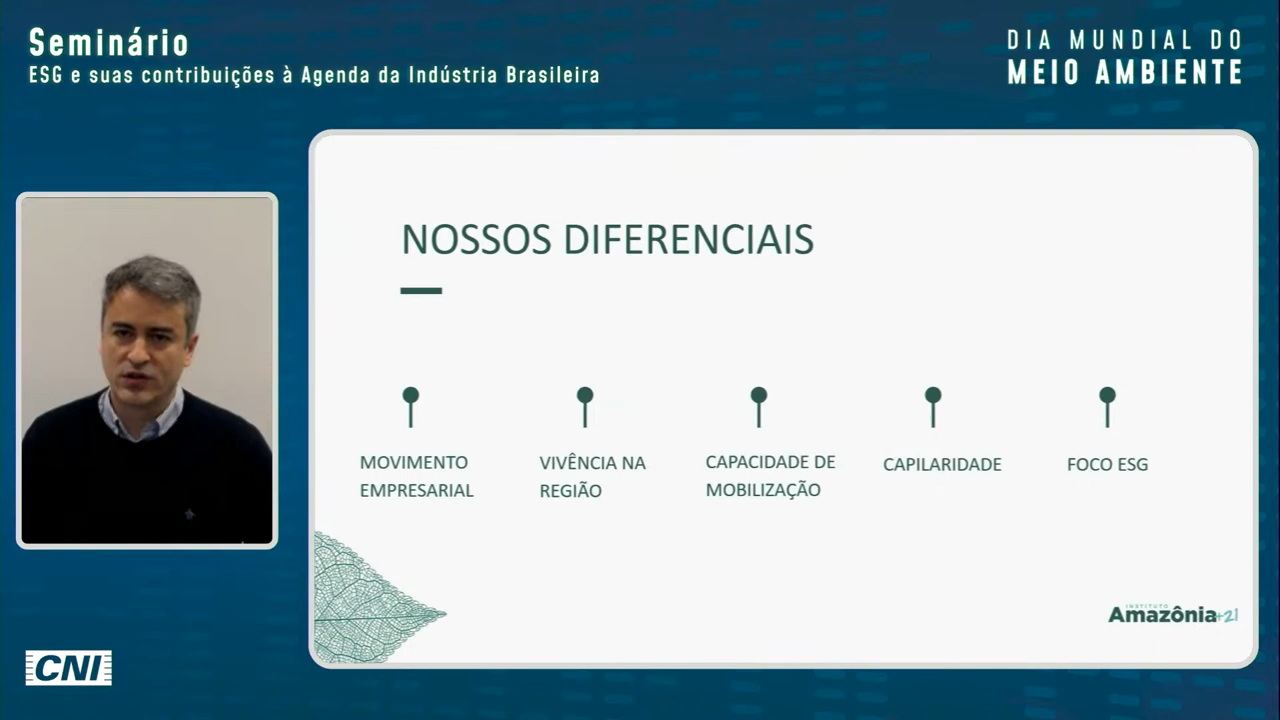 Seminário
ESG e suas contribuições à Agenda da Indústria Brasileira
DIA MUNDIAL DO
MEIO AMBIENTE
NOSSOS DIFERENCIAIS
MOVIMENTO
EMPRESARIAL
VIVÊNCIA NA
REGIÃO
CAPACIDADE DE
MOBILIZAÇÃO
CAPILARIDADE
FOCO ESG
INSTITUTO
Amazônia+21
CNI